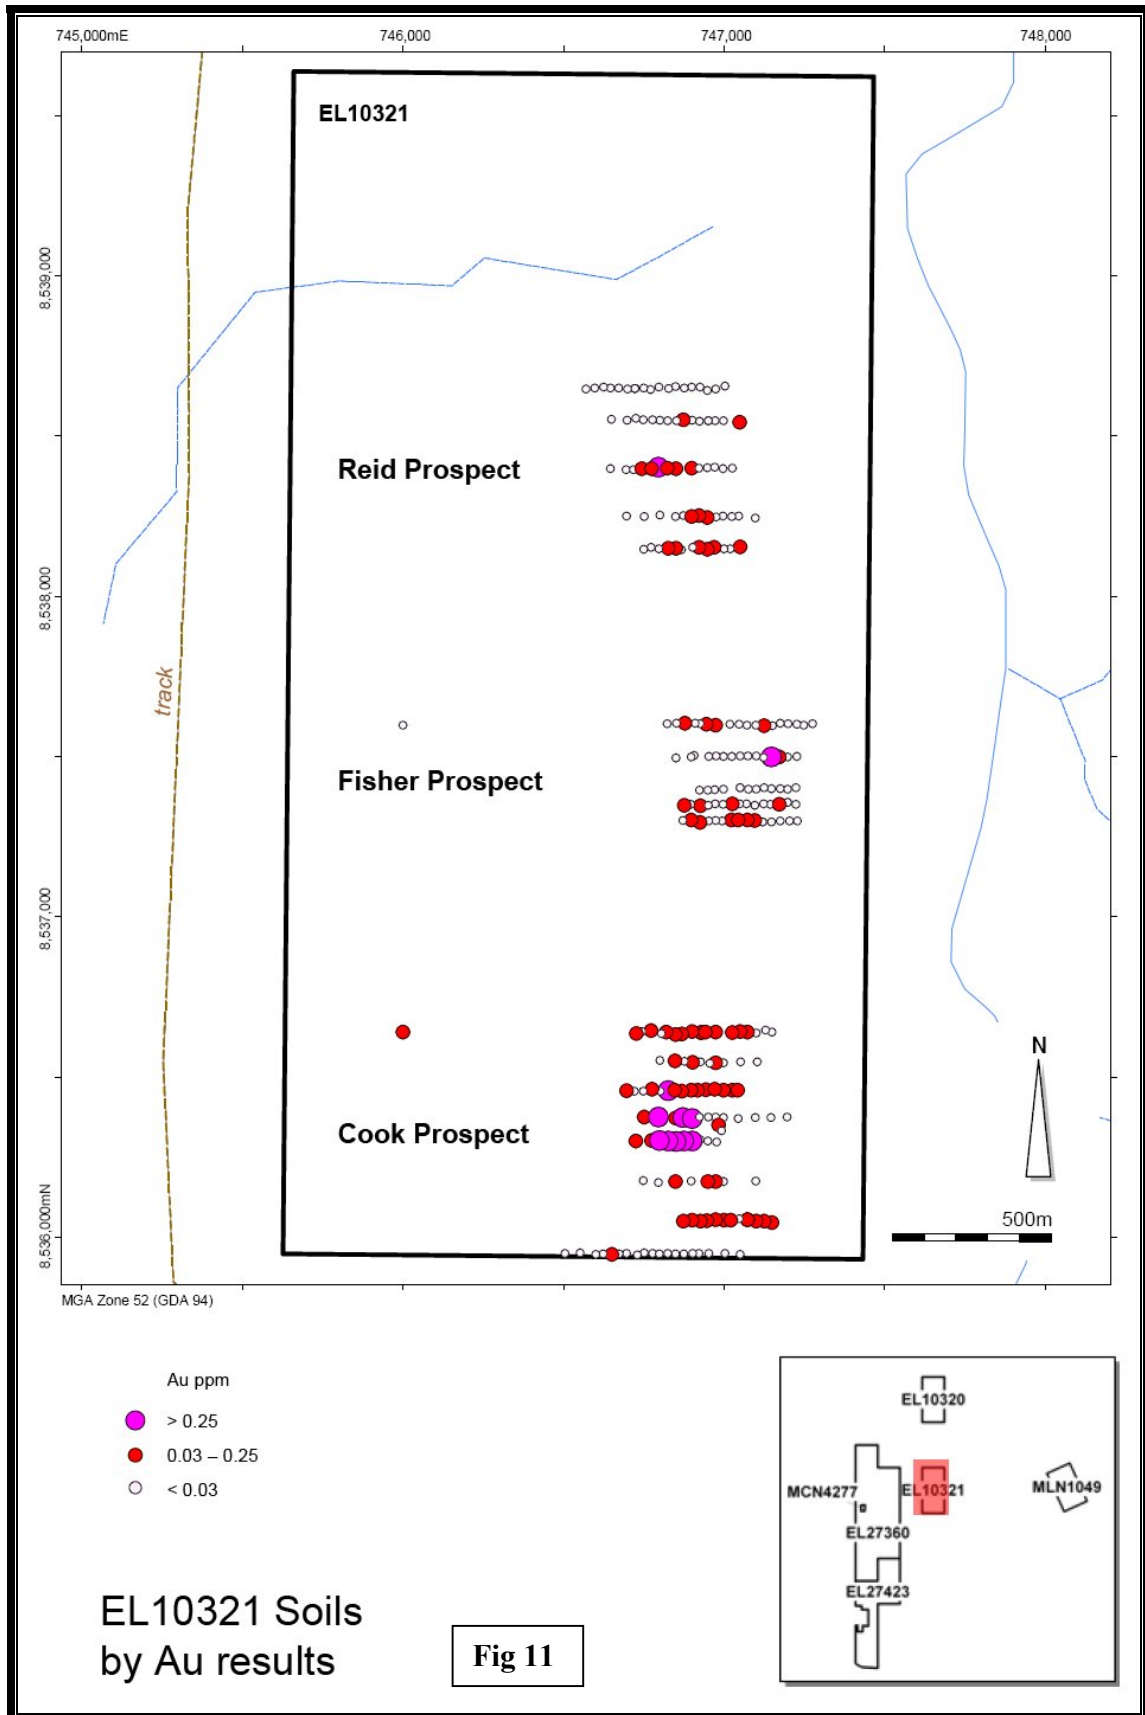 745,000mE
746,000
747,000
748,000
EL10321
8,539,000
Reid Prospect
8,538,000
track
Fisher Prospect
8,537,000
N
Cook Prospect
8,536,000mN
500m
MGA Zone 52 (GDA 94)
Au ppm
> 0.25
0.03 – 0.25
< 0.03
EL10320
MCN4277
EL10321
MLN1049
EL27360
EL27423
EL10321 Soils
by Au results
Fig 11